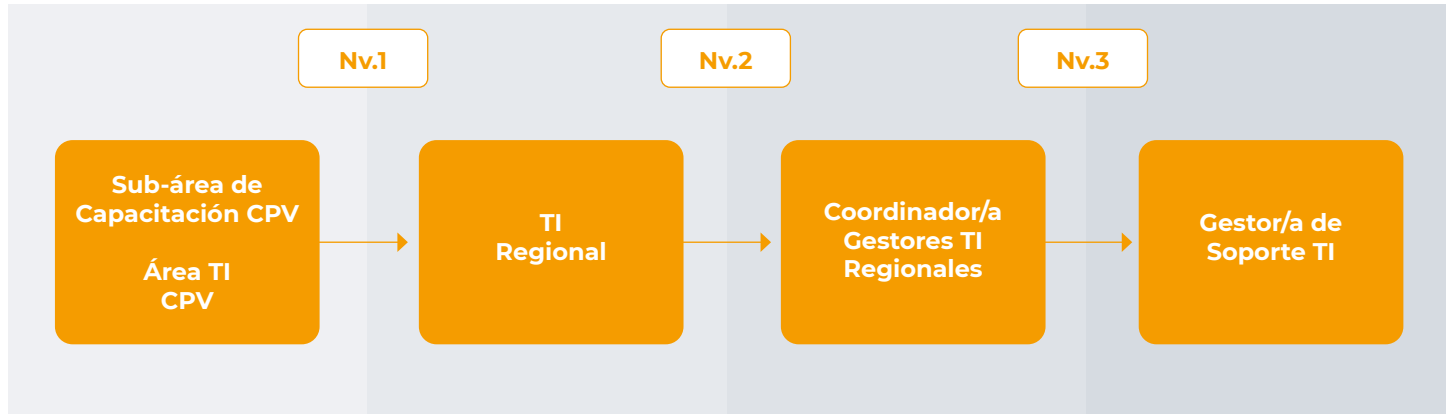 Nv.1
Nv.2
Nv.3
Sub-área de
Capacitación CPV
Área TI
CPV
TI
Regional
Coordinador/a
Gestores TI
Regionales
Gestor/a de
Soporte TI